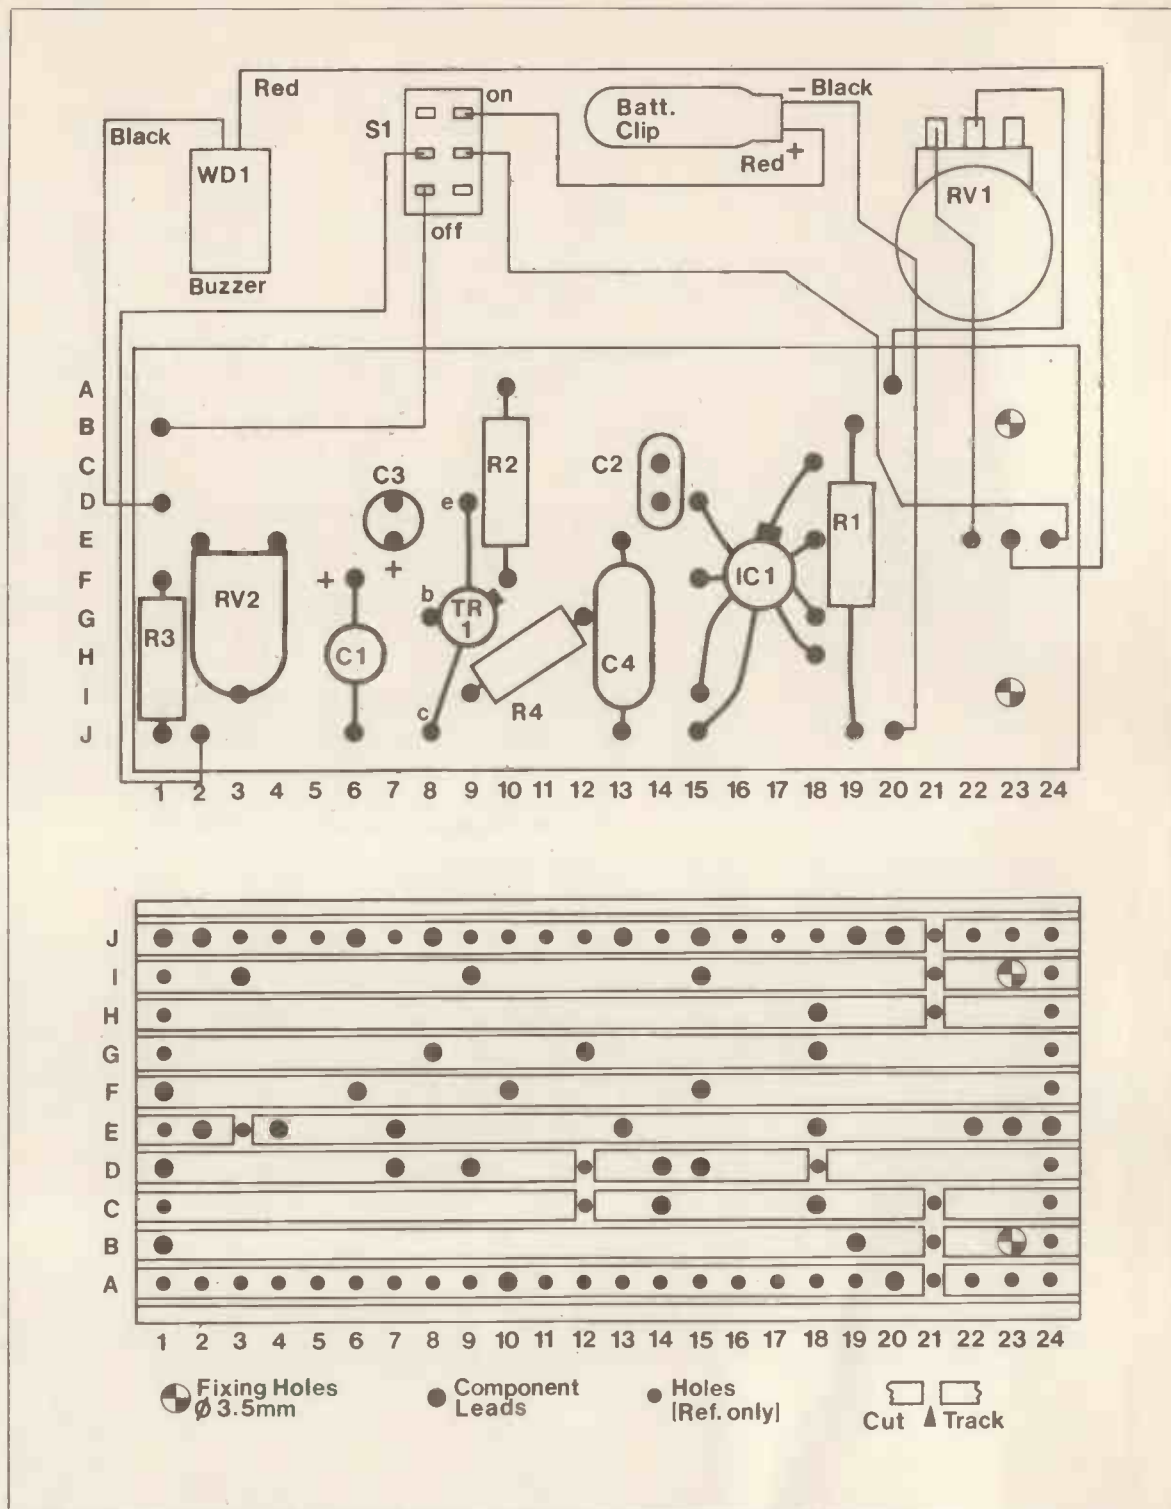 Red
Black
WD1
Buzzer
S1
on
off
Batt.
Clip
− Black
Red +
RV1
A
B
C
D
E
F
G
H
I
J
R3
RV2
+
C1
C3
+
e
b
c
TR
1
R2
R4
C4
C2
IC1
R1
1 2 3 4 5 6 7 8 9 10 11 12 13 14 15 16 17 18 19 20 21 22 23 24
J
I
H
G
F
E
D
C
B
A
1 2 3 4 5 6 7 8 9 10 11 12 13 14 15 16 17 18 19 20 21 22 23 24
Fixing Holes
Ø 3.5mm
Component
Leads
Holes
[Ref. only]
Cut Track